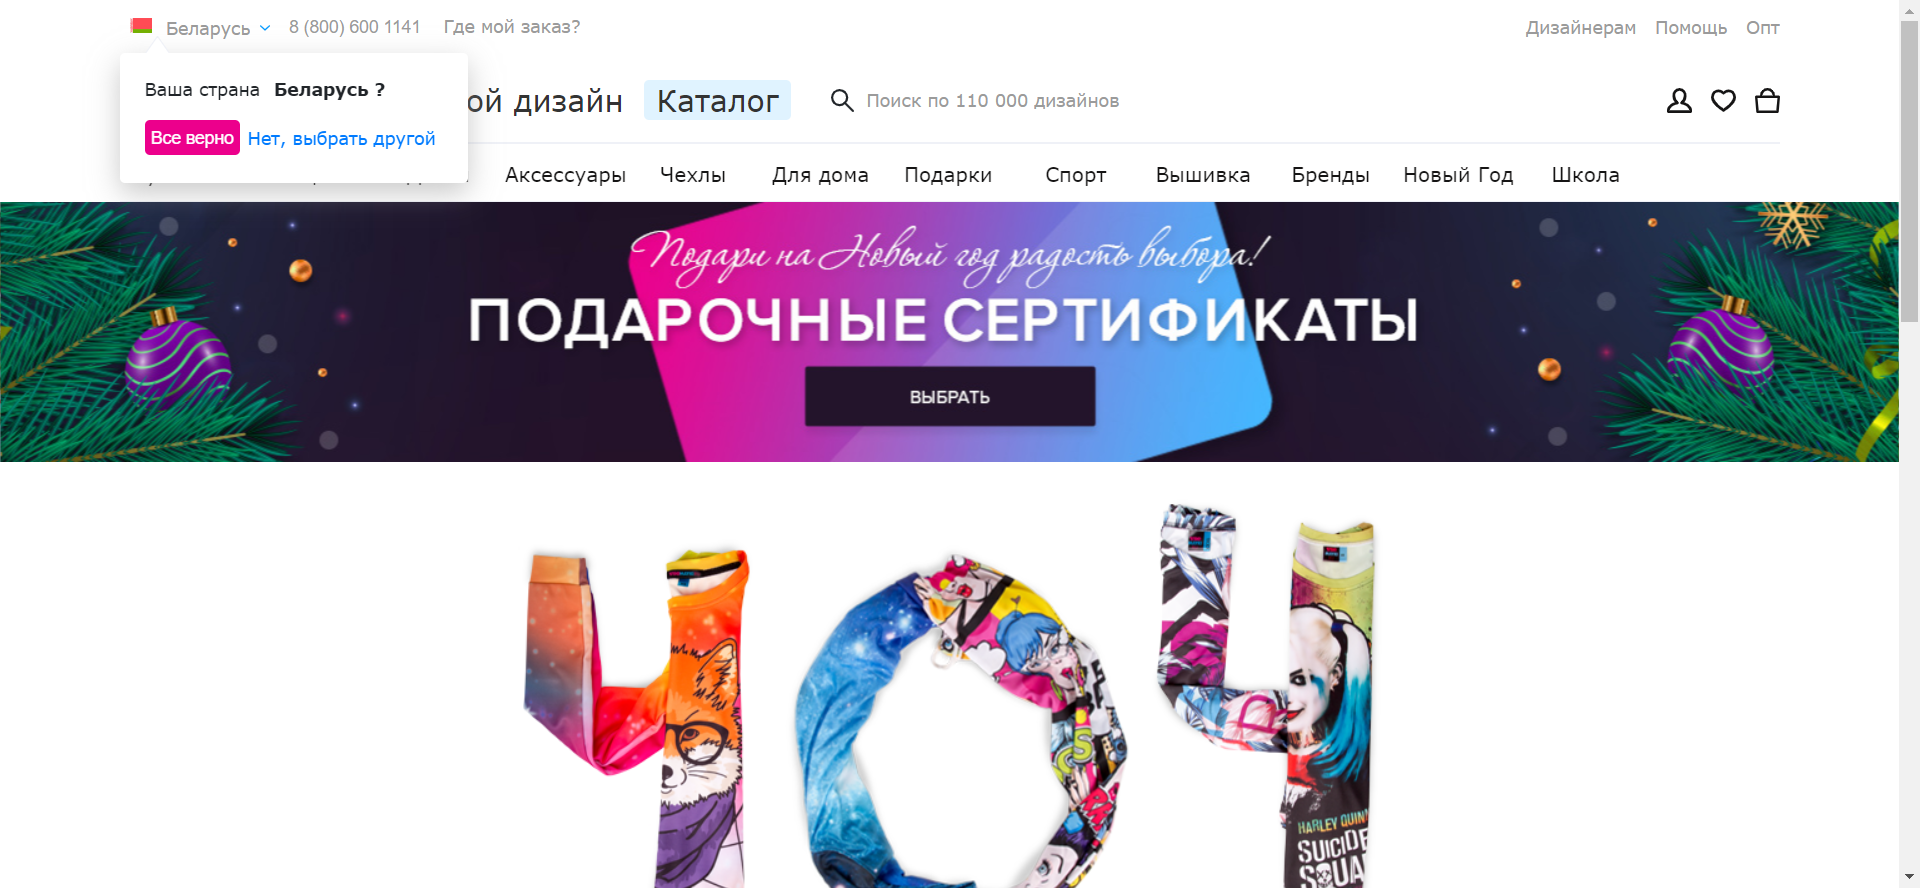 Беларусь 8 (800) 600 1141 Где мой заказ? Дизайнерам Помощь Опт
Ваша страна Беларусь ?
Все верно Нет, выбрать другой
ой дизайн Каталог Поиск по 110 000 дизайнов
Аксессуары Чехлы Для дома Подарки Спорт Вышивка Бренды Новый Год Школа
Подари на Новый год радость выбора!
ПОДАРОЧНЫЕ СЕРТИФИКАТЫ
ВЫБРАТЬ
404
HARLEY QUINN
SUICIDE
SQUA